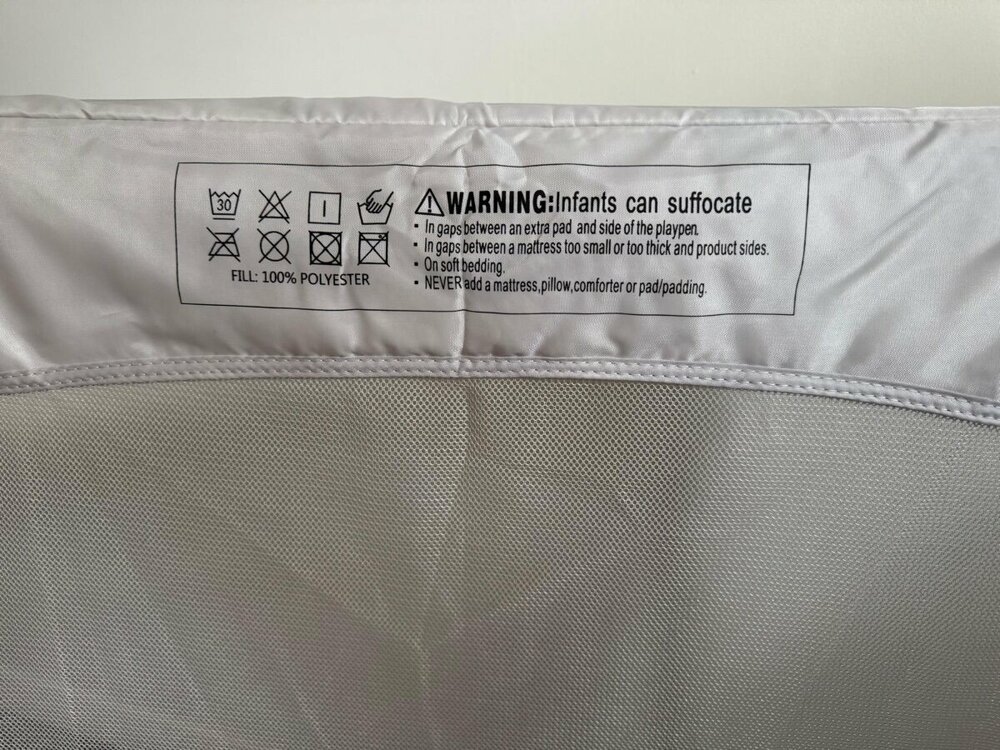 30
FILL: 100% POLYESTER
WARNING:Infants can suffocate
▪ In gaps between an extra pad and side of the playpen.
▪ In gaps between a mattress too small or too thick and product sides.
▪ On soft bedding.
▪ NEVER add a mattress,pillow,comforter or pad/padding.